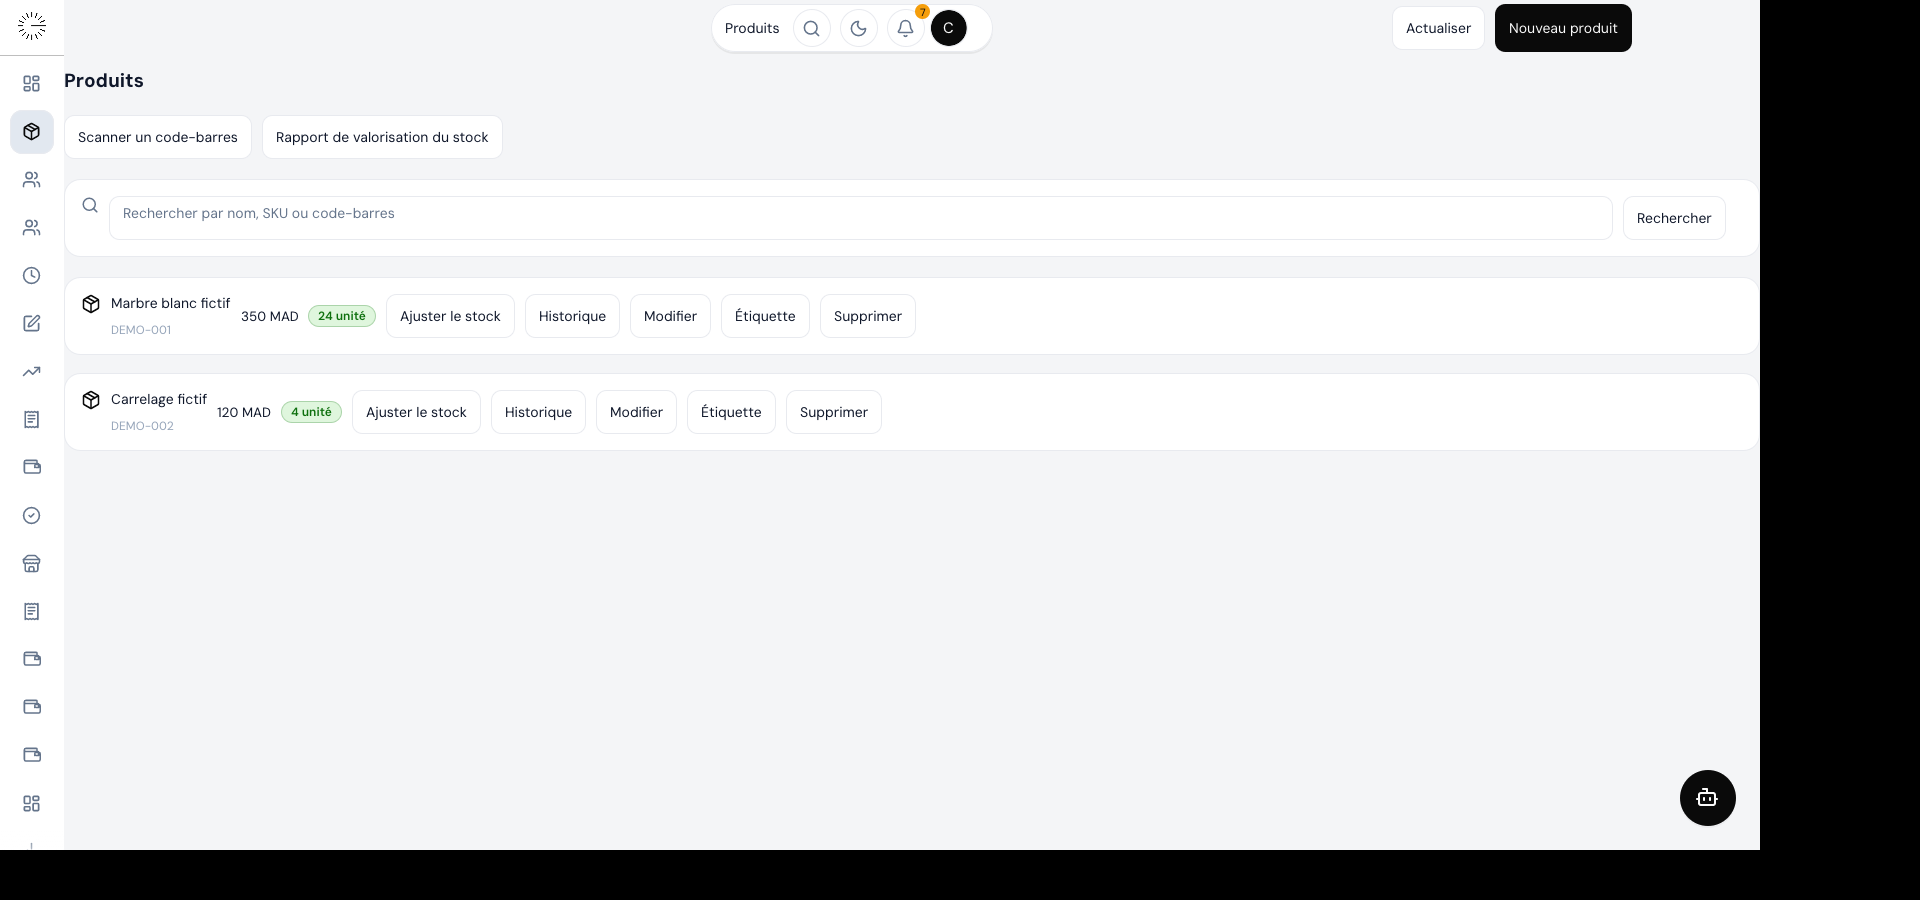 Produits
7
C
Actualiser
Nouveau produit
Produits
Scanner un code-barres
Rapport de valorisation du stock
Rechercher par nom, SKU ou code-barres
Rechercher
Marbre blanc fictif
DEMO-001
350 MAD
24 unité
Ajuster le stock
Historique
Modifier
Étiquette
Supprimer
Carrelage fictif
DEMO-002
120 MAD
4 unité
Ajuster le stock
Historique
Modifier
Étiquette
Supprimer